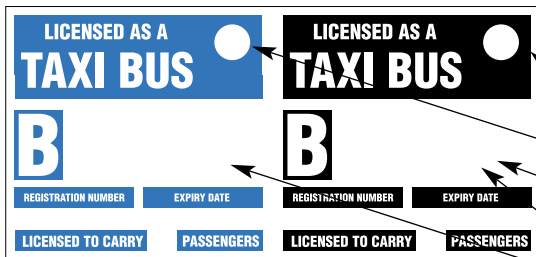 LICENSED AS A
TAXI BUS
B
REGISTRATION NUMBER EXPIRY DATE
LICENSED TO CARRY PASSENGERS
LICENSED AS A
TAXI BUS
B
REGISTRATION NUMBER EXPIRY DATE
LICENSED TO CARRY PASSENGERS